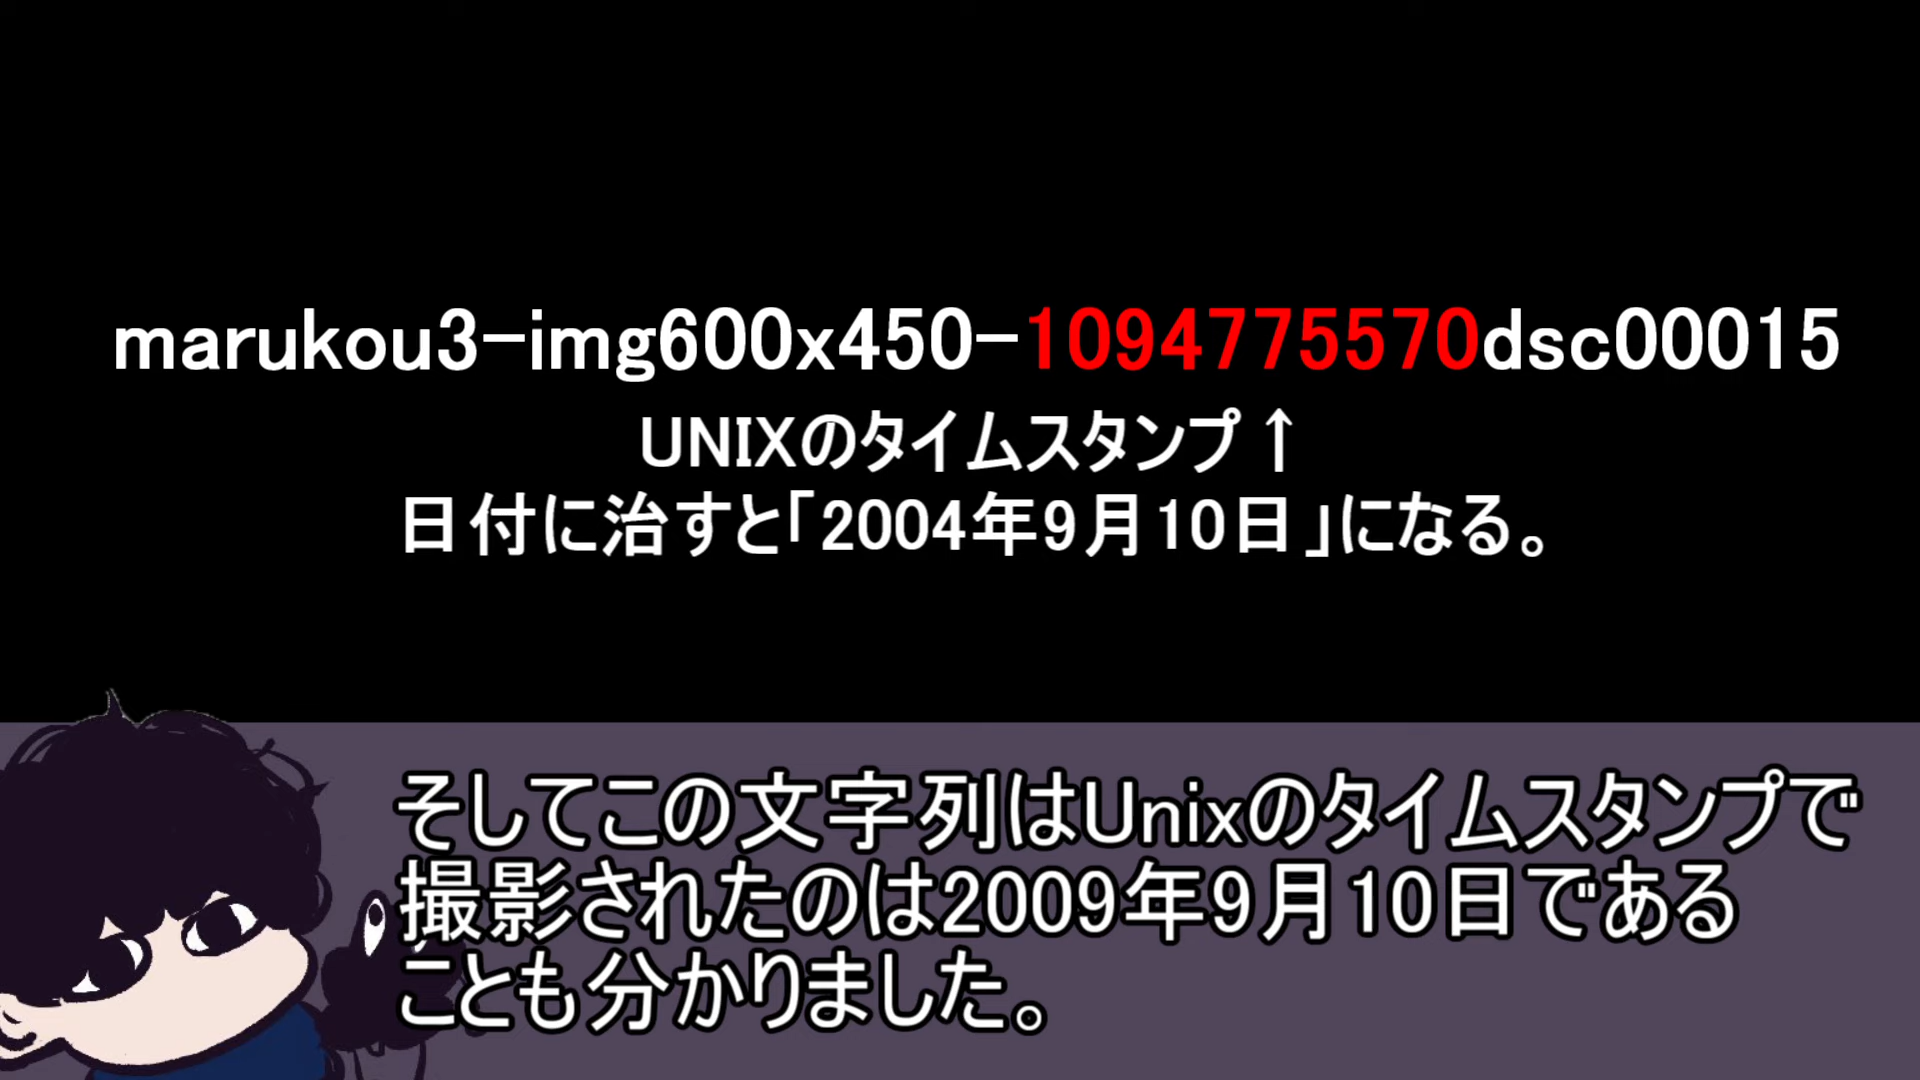 marukou3-img600x450-1094775570dsc00015
UNIXのタイムスタンプ↑
日付に治すと「2004年9月10日」になる。
そしてこの文字列はUnixのタイムスタンプで
撮影されたのは2009年9月10日である
ことも分かりました。